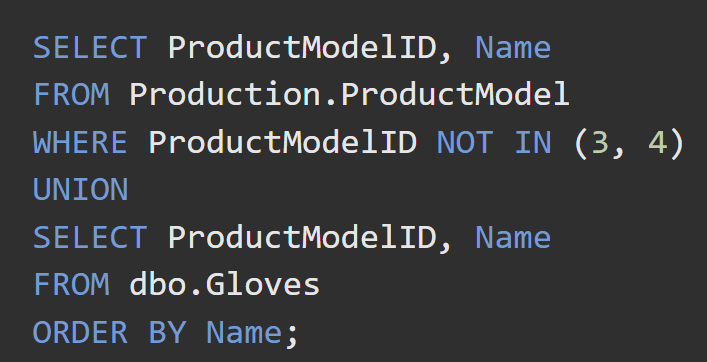 SELECT ProductModelID, Name
FROM Production.ProductModel
WHERE ProductModelID NOT IN (3, 4)
UNION
SELECT ProductModelID, Name
FROM dbo.Gloves
ORDER BY Name;